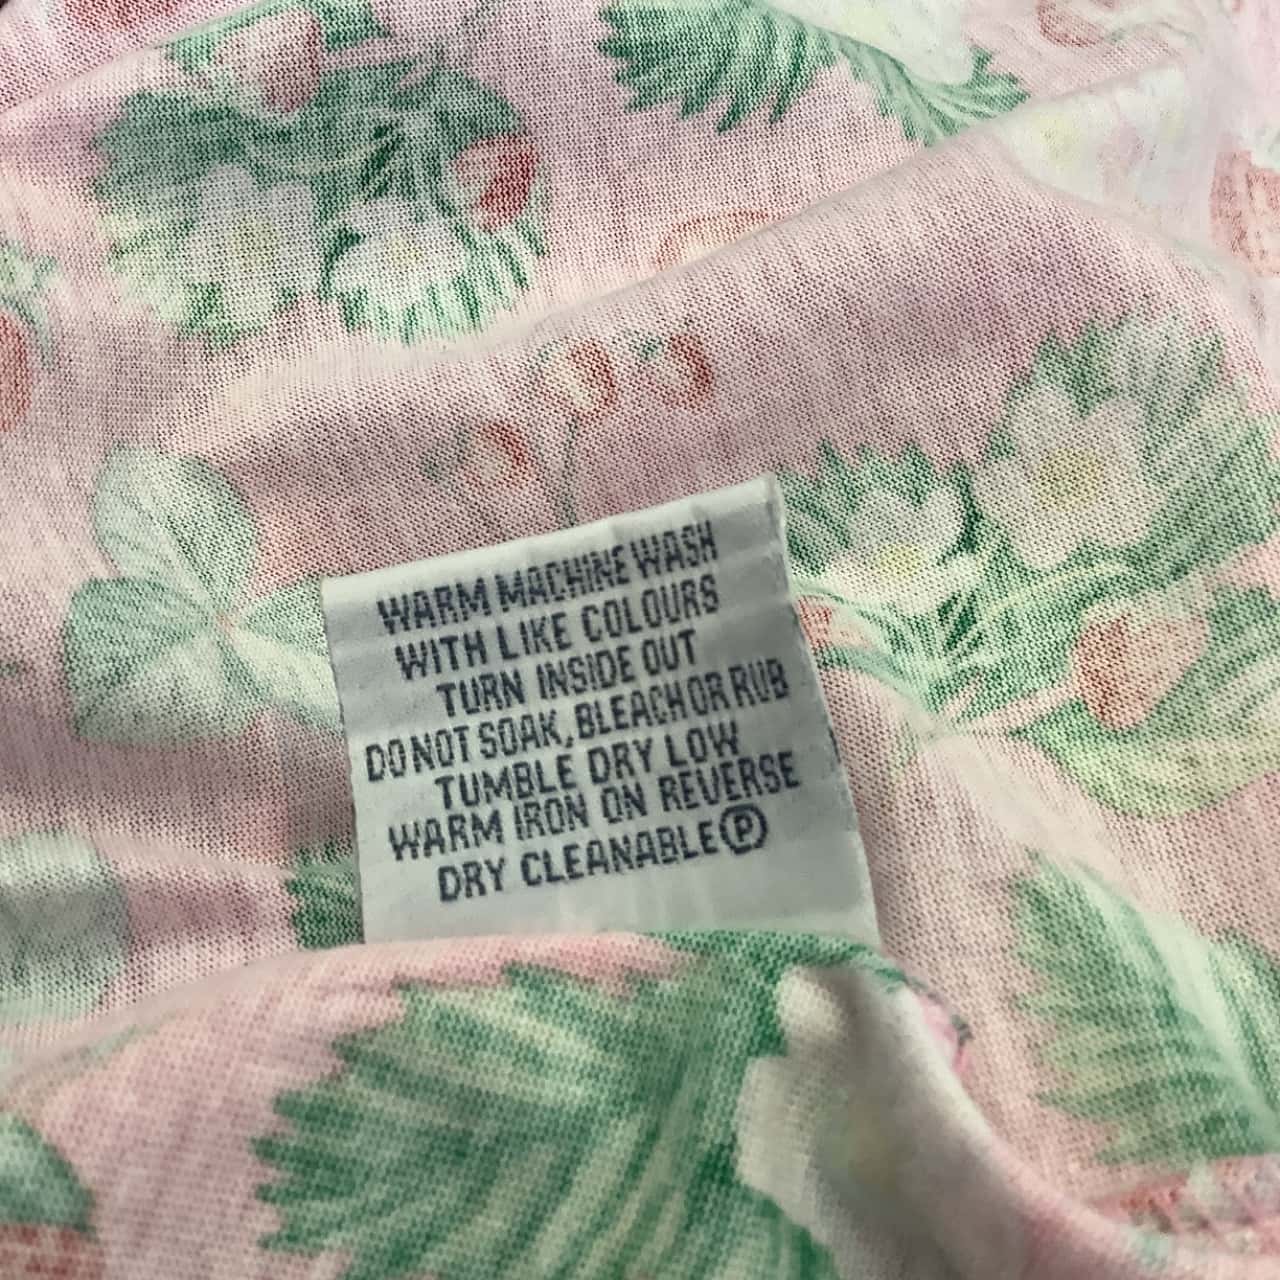 WARM MACHINE WASH
WITH LIKE COLOURS
TURN INSIDE OUT
DO NOT SOAK, BLEACH OR RUB
TUMBLE DRY LOW
WARM IRON ON REVERSE
DRY CLEANABLE Ⓟ